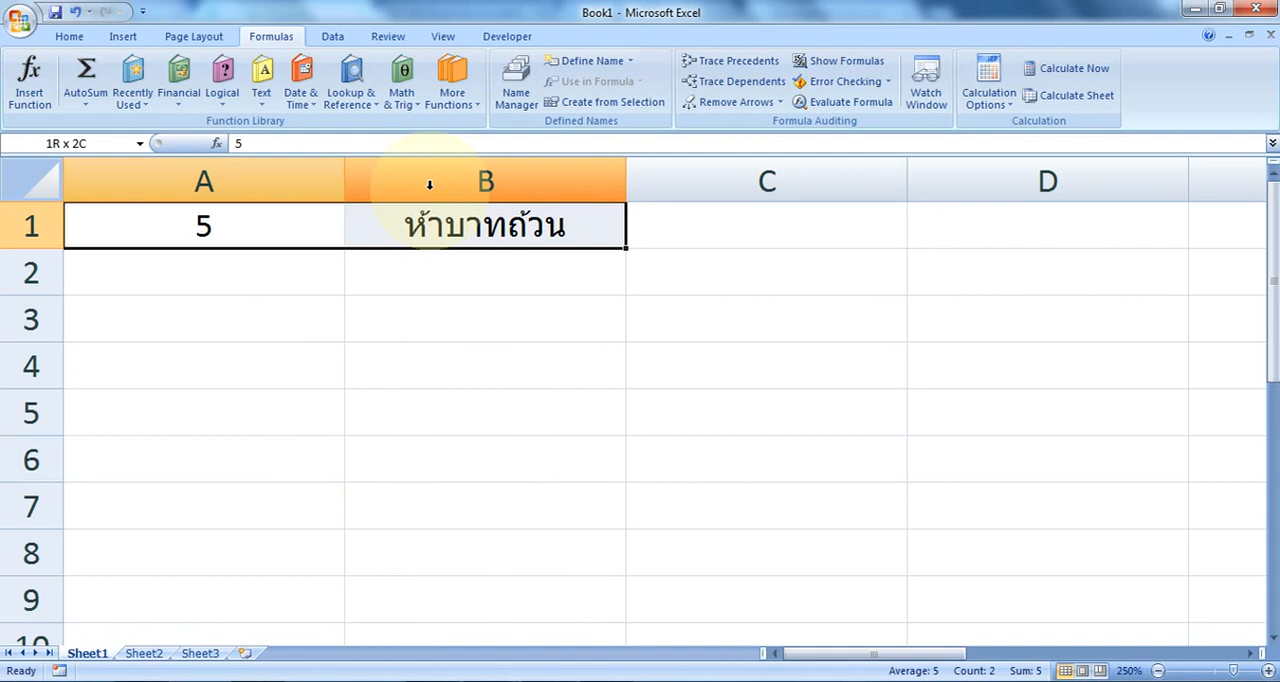 Book1 - Microsoft Excel
Home Insert Page Layout Formulas Data Review View Developer
fx Insert Function
Σ AutoSum
Recently Used
Financial
? Logical
A Text
Date & Time
Lookup & Reference
θ Math & Trig
More Functions
Function Library
Name Manager
Define Name
fx Use in Formula
Create from Selection
Defined Names
Trace Precedents
Trace Dependents
Remove Arrows
Show Formulas
Error Checking
fx Evaluate Formula
Watch Window
Formula Auditing
Calculation Options
Calculate Now
Calculate Sheet
Calculation
1R x 2C fx 5
A B C D
1 5 ห้าบาทถ้วน
2
3
4
5
6
7
8
9
10
Sheet1 Sheet2 Sheet3
Ready Average: 5 Count: 2 Sum: 5 250%